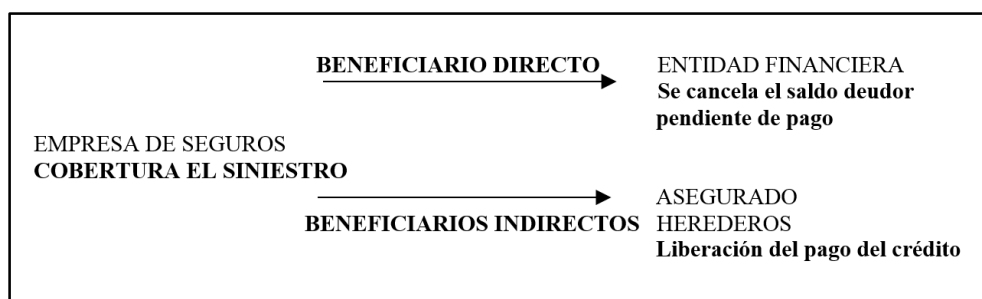 BENEFICIARIO DIRECTO
ENTIDAD FINANCIERA
Se cancela el saldo deudor
pendiente de pago
EMPRESA DE SEGUROS
COBERTURA EL SINIESTRO
BENEFICIARIOS INDIRECTOS
ASEGURADO
HEREDEROS
Liberación del pago del crédito